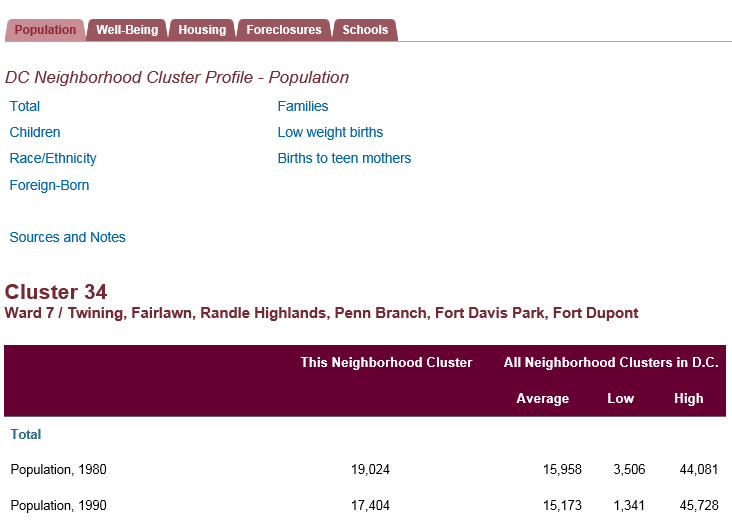 Population Well-Being Housing Foreclosures Schools
DC Neighborhood Cluster Profile - Population
Total Families
Children Low weight births
Race/Ethnicity Births to teen mothers
Foreign-Born
Sources and Notes
Cluster 34
Ward 7 / Twining, Fairlawn, Randle Highlands, Penn Branch, Fort Davis Park, Fort Dupont
This Neighborhood Cluster All Neighborhood Clusters in D.C.
Average Low High
Total
Population, 1980 19,024 15,958 3,506 44,081
Population, 1990 17,404 15,173 1,341 45,728